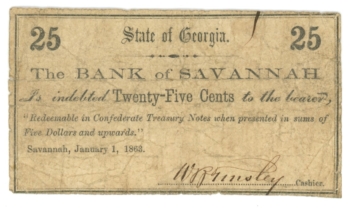 25 State of Georgia. 25
The BANK of SAVANNAH
Is indebted Twenty-Five Cents to the bearer,
"Redeemable in Confederate Treasury Notes when presented in sums of
Five Dollars and upwards."
Savannah, January 1, 1863.
Cashier.